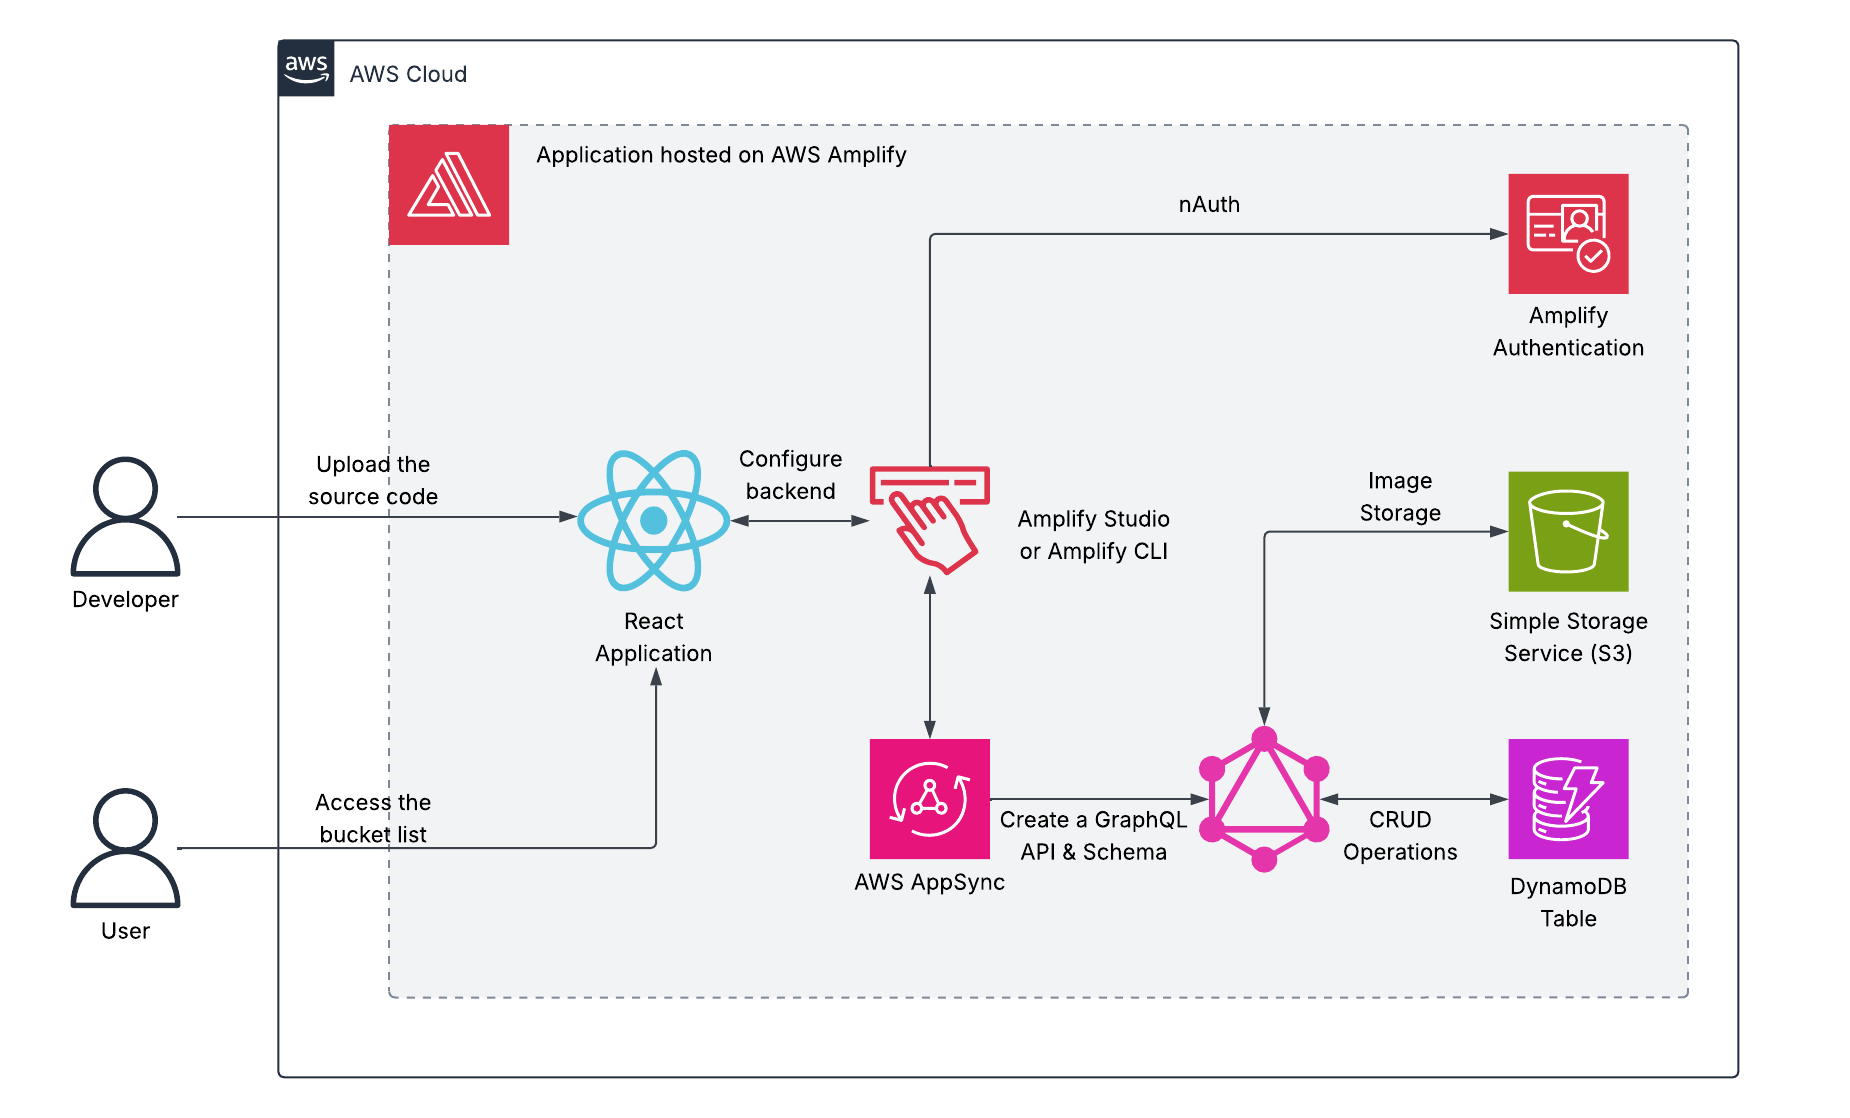 aws
AWS Cloud
Application hosted on AWS Amplify
nAuth
Amplify
Authentication
Upload the
source code
Configure
backend
Image
Storage
Amplify Studio
or Amplify CLI
Developer
React
Application
Simple Storage
Service (S3)
Access the
bucket list
Create a GraphQL
API & Schema
CRUD
Operations
AWS AppSync
DynamoDB
Table
User